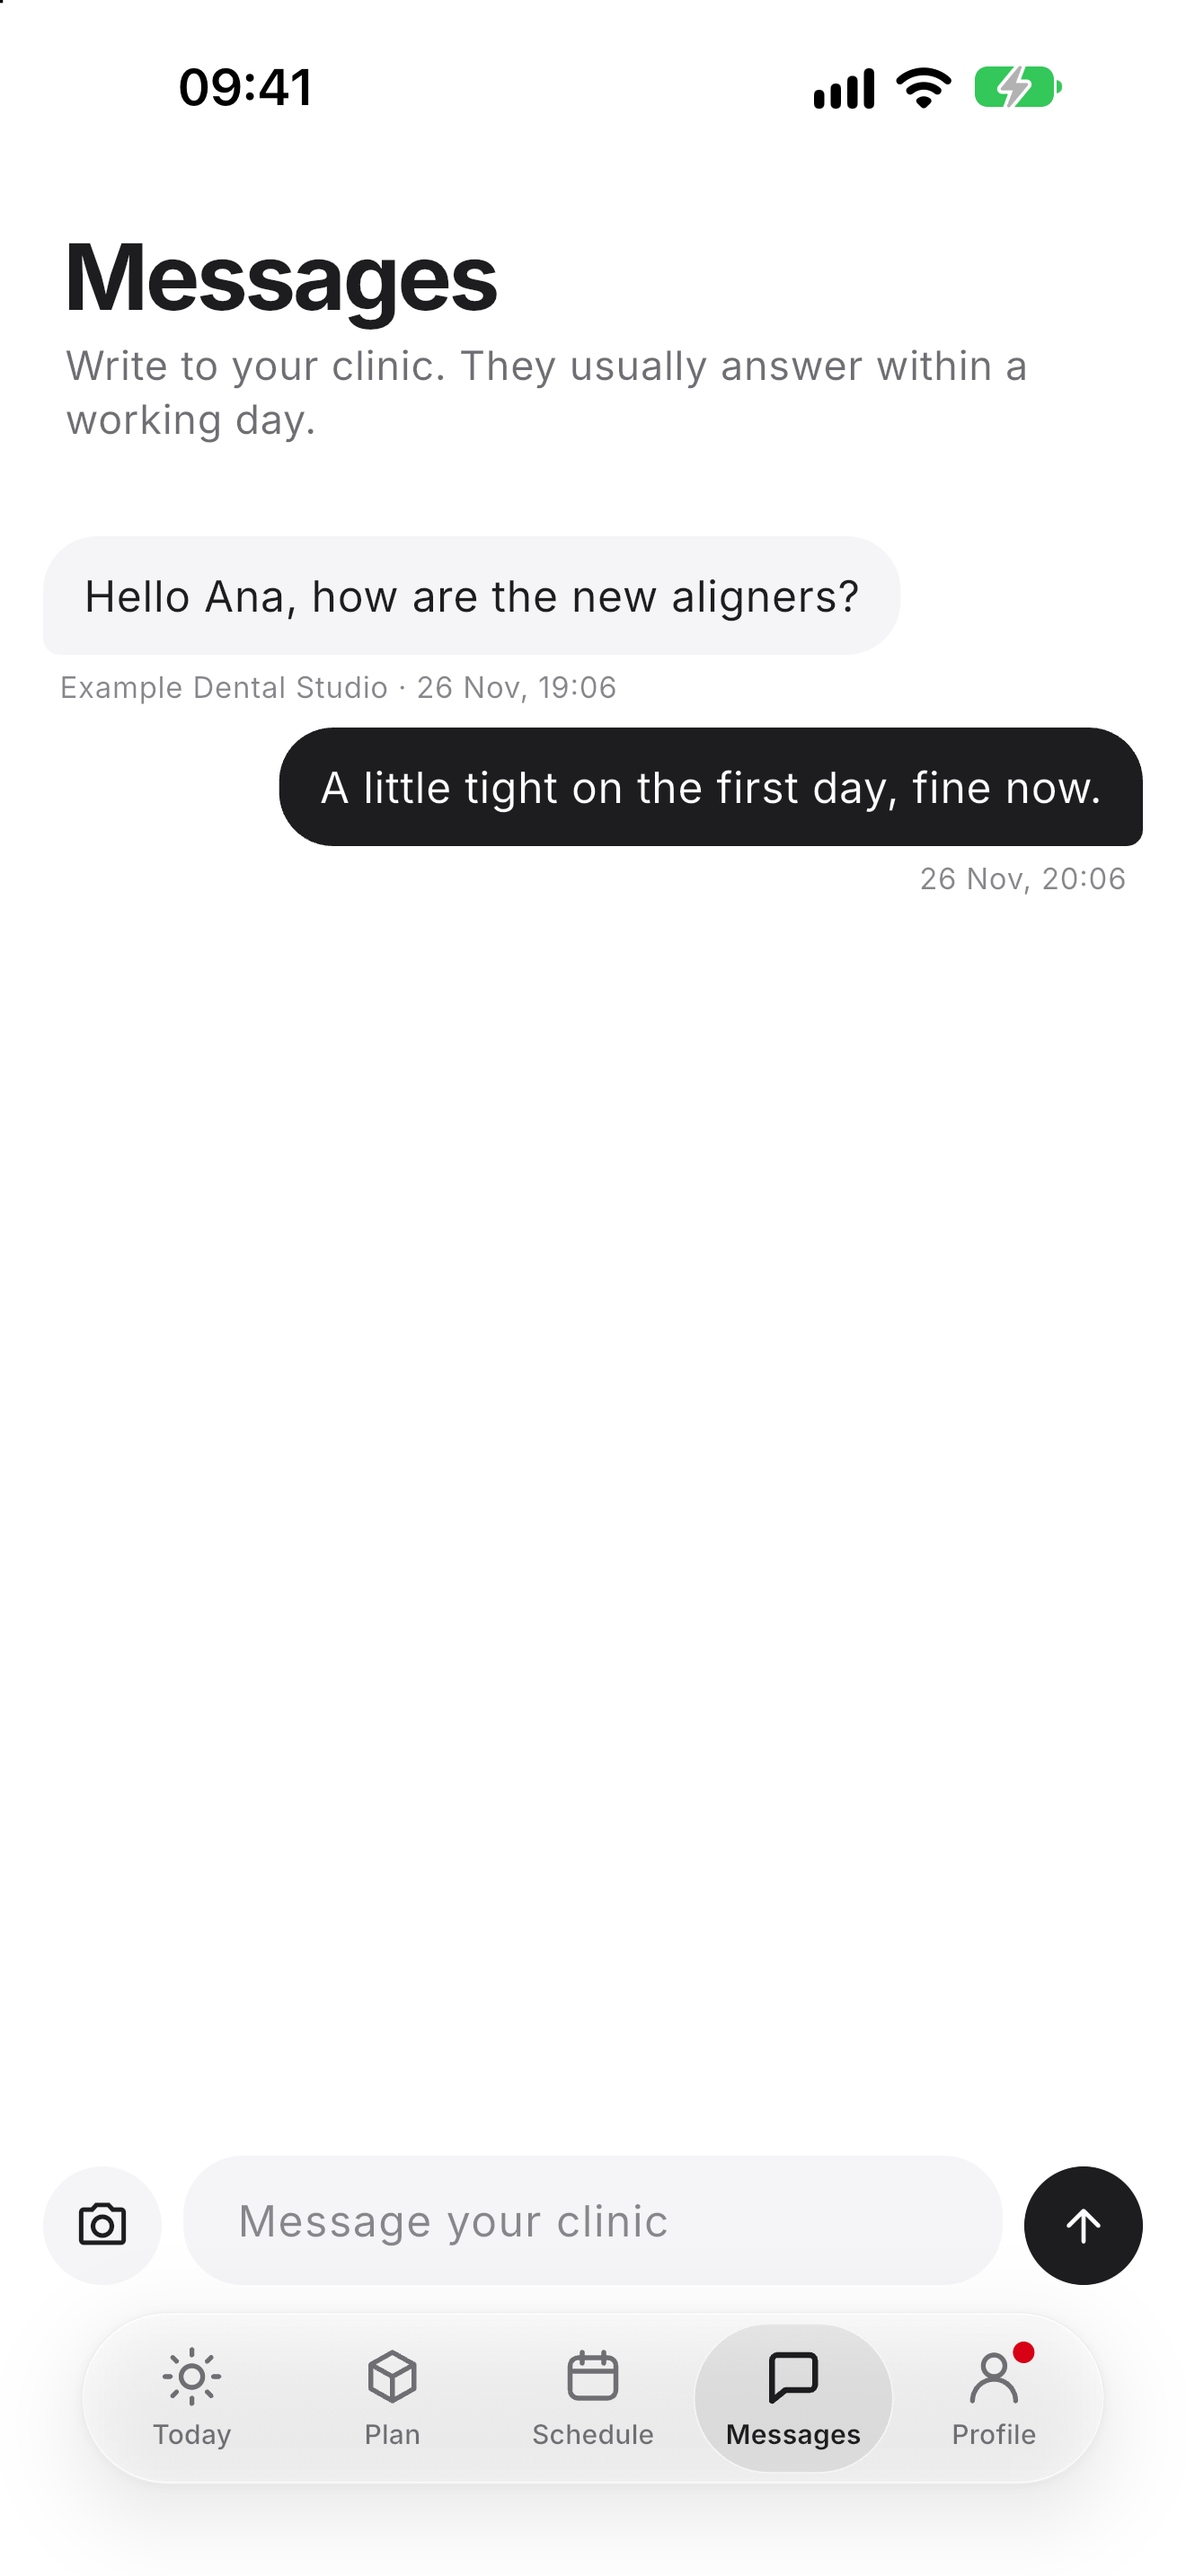 09:41
Messages
Write to your clinic. They usually answer within a
working day.
Hello Ana, how are the new aligners?
Example Dental Studio · 26 Nov, 19:06
A little tight on the first day, fine now.
26 Nov, 20:06
Message your clinic
Today
Plan
Schedule
Messages
Profile